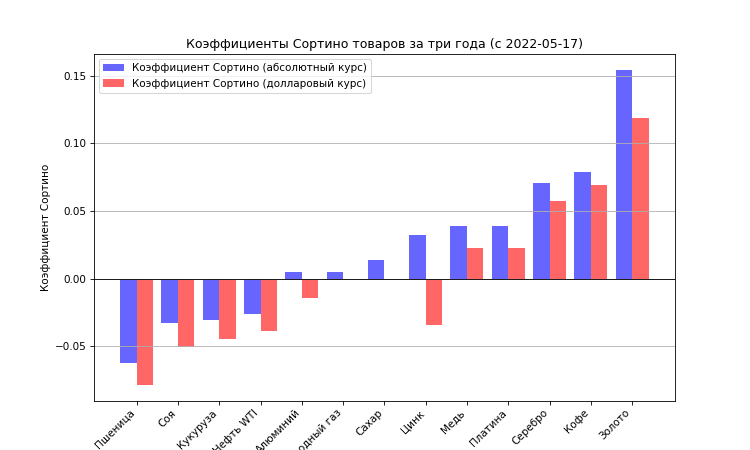 Коэффициенты Сортино товаров за три года (с 2022-05-17)
Коэффициент Сортино (абсолютный курс)
Коэффициент Сортино (долларовый курс)
Коэффициент Сортино
0.15
0.10
0.05
0.00
−0.05
Пшеница
Соя
Кукуруза
Нефть WTI
Алюминий
газ
Сахар
Цинк
Медь
Платина
Серебро
Кофе
Золото